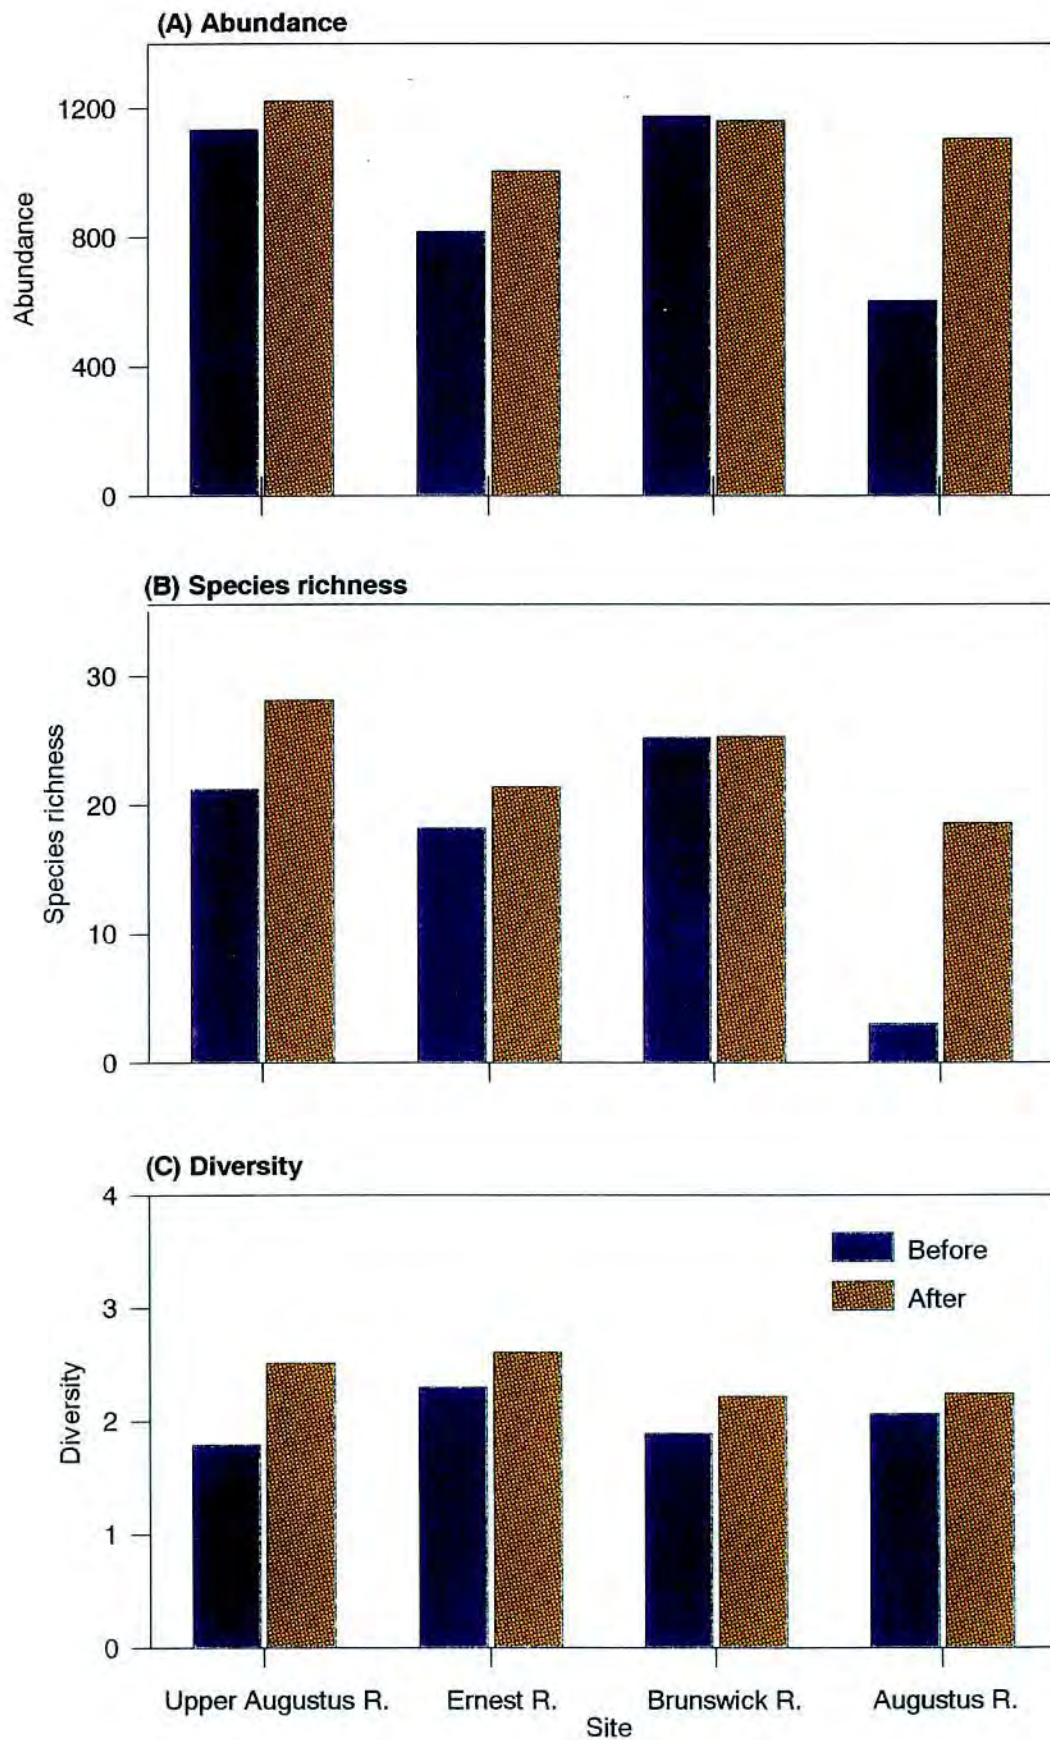 (A) Abundance
1200
800
400
0
Abundance
(B) Species richness
30
20
10
0
Species richness
(C) Diversity
4
3
2
1
0
Diversity
Before
After
Upper Augustus R. Ernest R. Brunswick R. Augustus R.
Site